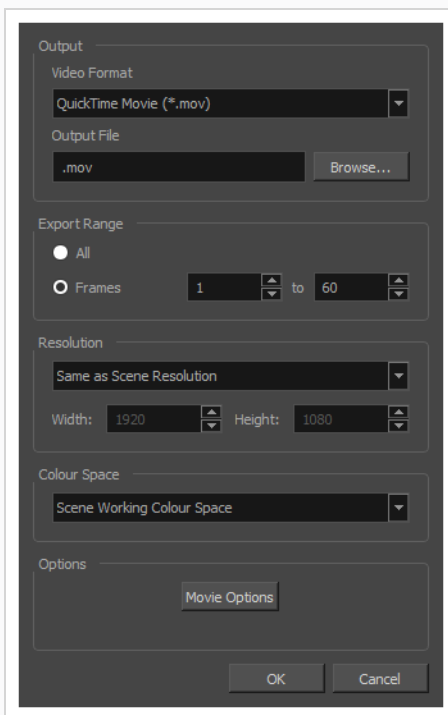 Output
Video Format
QuickTime Movie (*.mov)
Output File
.mov Browse...
Export Range
All
Frames 1 to 60
Resolution
Same as Scene Resolution
Width: 1920 Height: 1080
Colour Space
Scene Working Colour Space
Options
Movie Options
OK Cancel